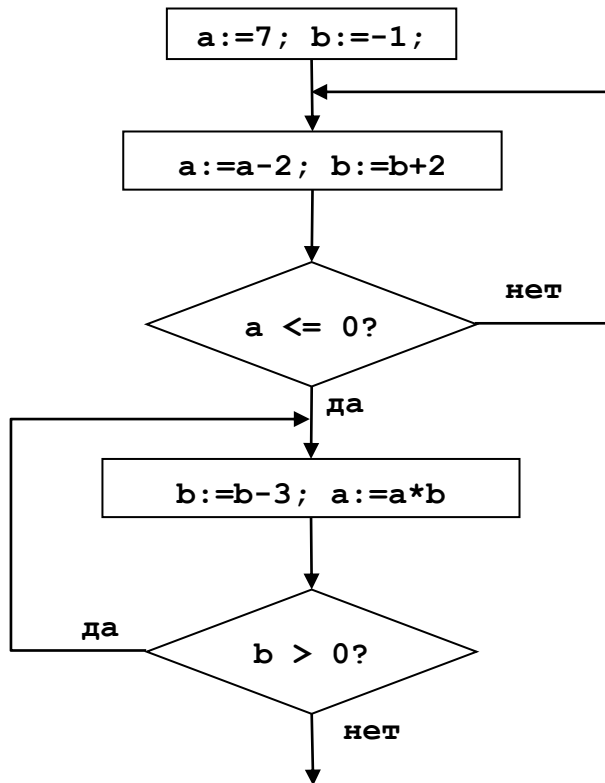 a:=7; b:=-1;
a:=a-2; b:=b+2
нет
a <= 0?
да
b:=b-3; a:=a*b
да
b > 0?
нет